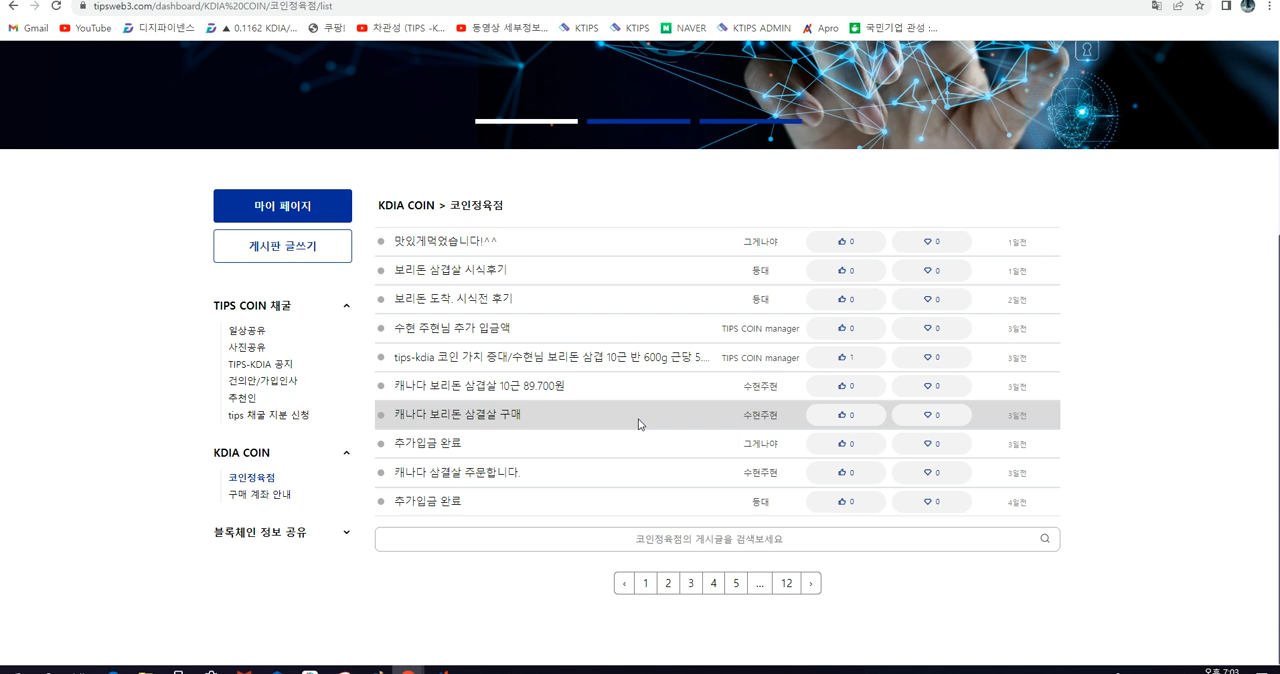 tipsweb3.com/dashboard/KDIA%20COIN/코인정육점/list
Gmail YouTube 디지파이넨스 ▲ 0.1162 KDIA/... 쿠팡! 차관성 (TIPS -K... 동영상 세부정보... KTIPS KTIPS NAVER KTIPS ADMIN Apro 국민기업 관성 :...
마이 페이지
게시판 글쓰기
TIPS COIN 채굴
일상공유
사진공유
TIPS-KDIA 공지
건의안/가입인사
추천인
tips 채굴 지분 신청
KDIA COIN
코인정육점
구매 계좌 안내
블록체인 정보 공유
KDIA COIN > 코인정육점
맛있게먹었습니다!^^ 그게나야 0 0 1일전
보리돈 삼겹살 시식후기 등대 0 0 1일전
보리돈 도착. 시식전 후기 등대 0 0 2일전
수현 주현님 추가 입금액 TIPS COIN manager 0 0 3일전
tips-kdia 코인 가치 증대/수현님 보리돈 삼겹 10근 반 600g 근당 5.... TIPS COIN manager 1 0 3일전
캐나다 보리돈 삼겹살 10근 89.700원 수현주현 0 0 3일전
캐나다 보리돈 삼결살 구매 수현주현 0 0 3일전
추가입금 완료 그게나야 0 0 3일전
캐나다 삼결살 주문합니다. 수현주현 0 0 3일전
추가입금 완료 등대 0 0 4일전
코인정육점의 게시글을 검색보세요
‹ 1 2 3 4 5 ... 12 ›
오후 7:03